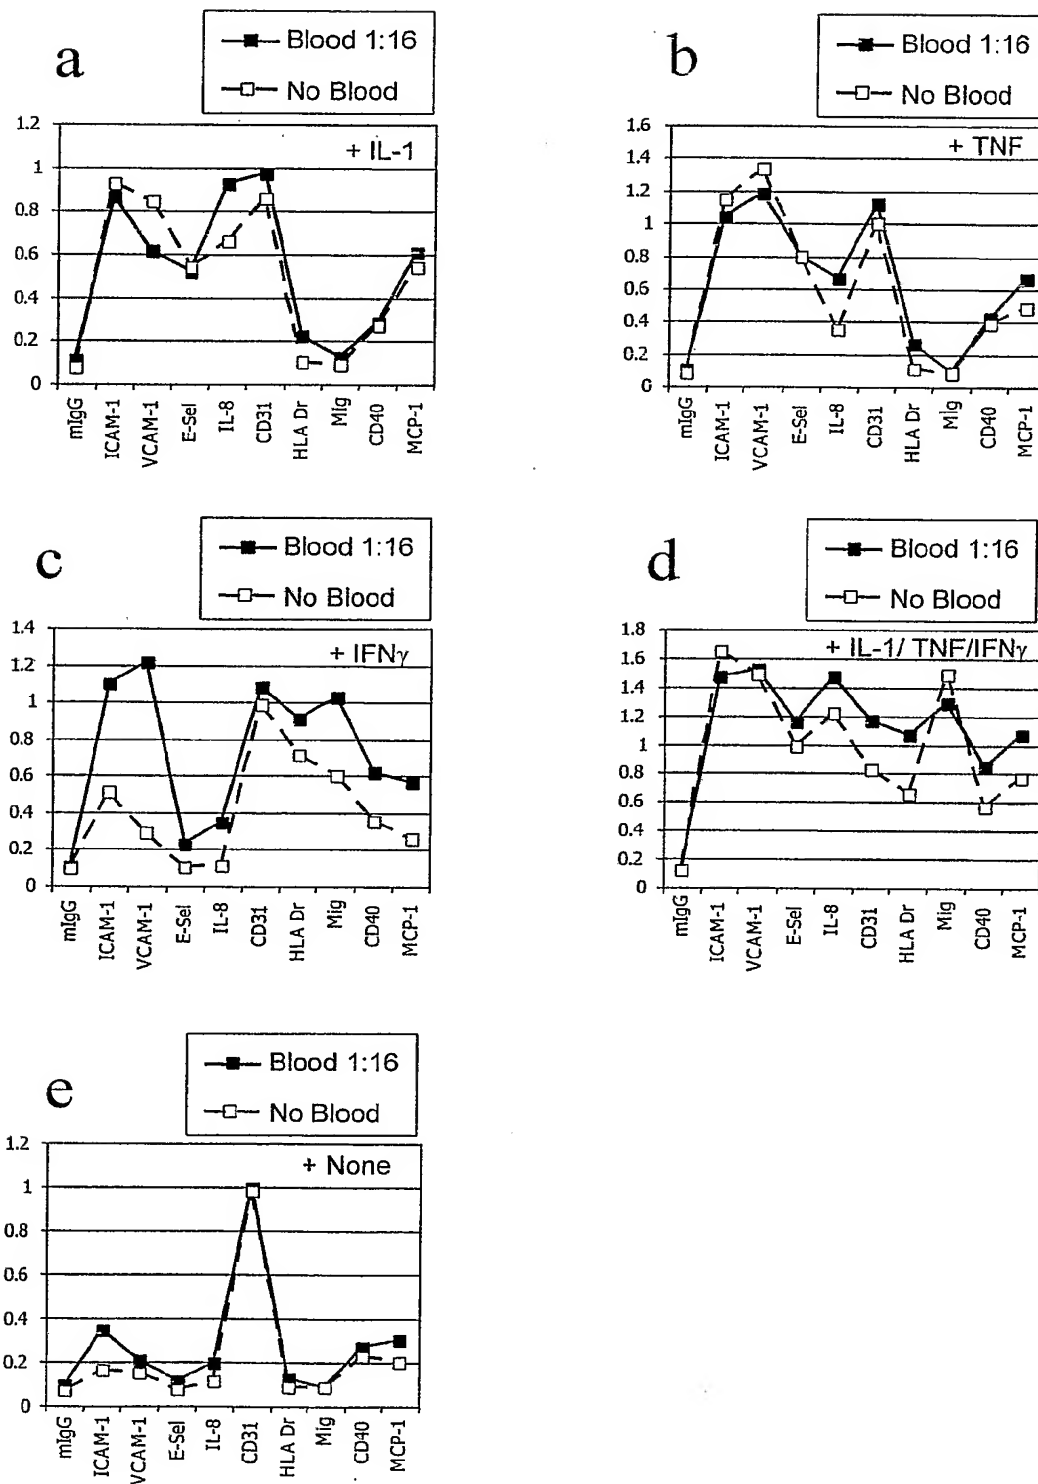 a
Blood 1:16
No Blood
+ IL-1
1.2
1
0.8
0.6
0.4
0.2
0
mIgG
ICAM-1
VCAM-1
E-Sel
IL-8
CD31
HLA Dr
Mig
CD40
MCP-1
b
Blood 1:16
No Blood
+ TNF
1.6
1.4
1.2
1
0.8
0.6
0.4
0.2
0
mIgG
ICAM-1
VCAM-1
E-Sel
IL-8
CD31
HLA Dr
Mig
CD40
MCP-1
c
Blood 1:16
No Blood
+ IFNγ
1.4
1.2
1
0.8
0.6
0.4
0.2
0
mIgG
ICAM-1
VCAM-1
E-Sel
IL-8
CD31
HLA Dr
Mig
CD40
MCP-1
d
Blood 1:16
No Blood
+ IL-1/ TNF/IFNγ
1.8
1.6
1.4
1.2
1
0.8
0.6
0.4
0.2
0
mIgG
ICAM-1
VCAM-1
E-Sel
IL-8
CD31
HLA Dr
Mig
CD40
MCP-1
e
Blood 1:16
No Blood
+ None
1.2
1
0.8
0.6
0.4
0.2
0
mIgG
ICAM-1
VCAM-1
E-Sel
IL-8
CD31
HLA Dr
Mig
CD40
MCP-1